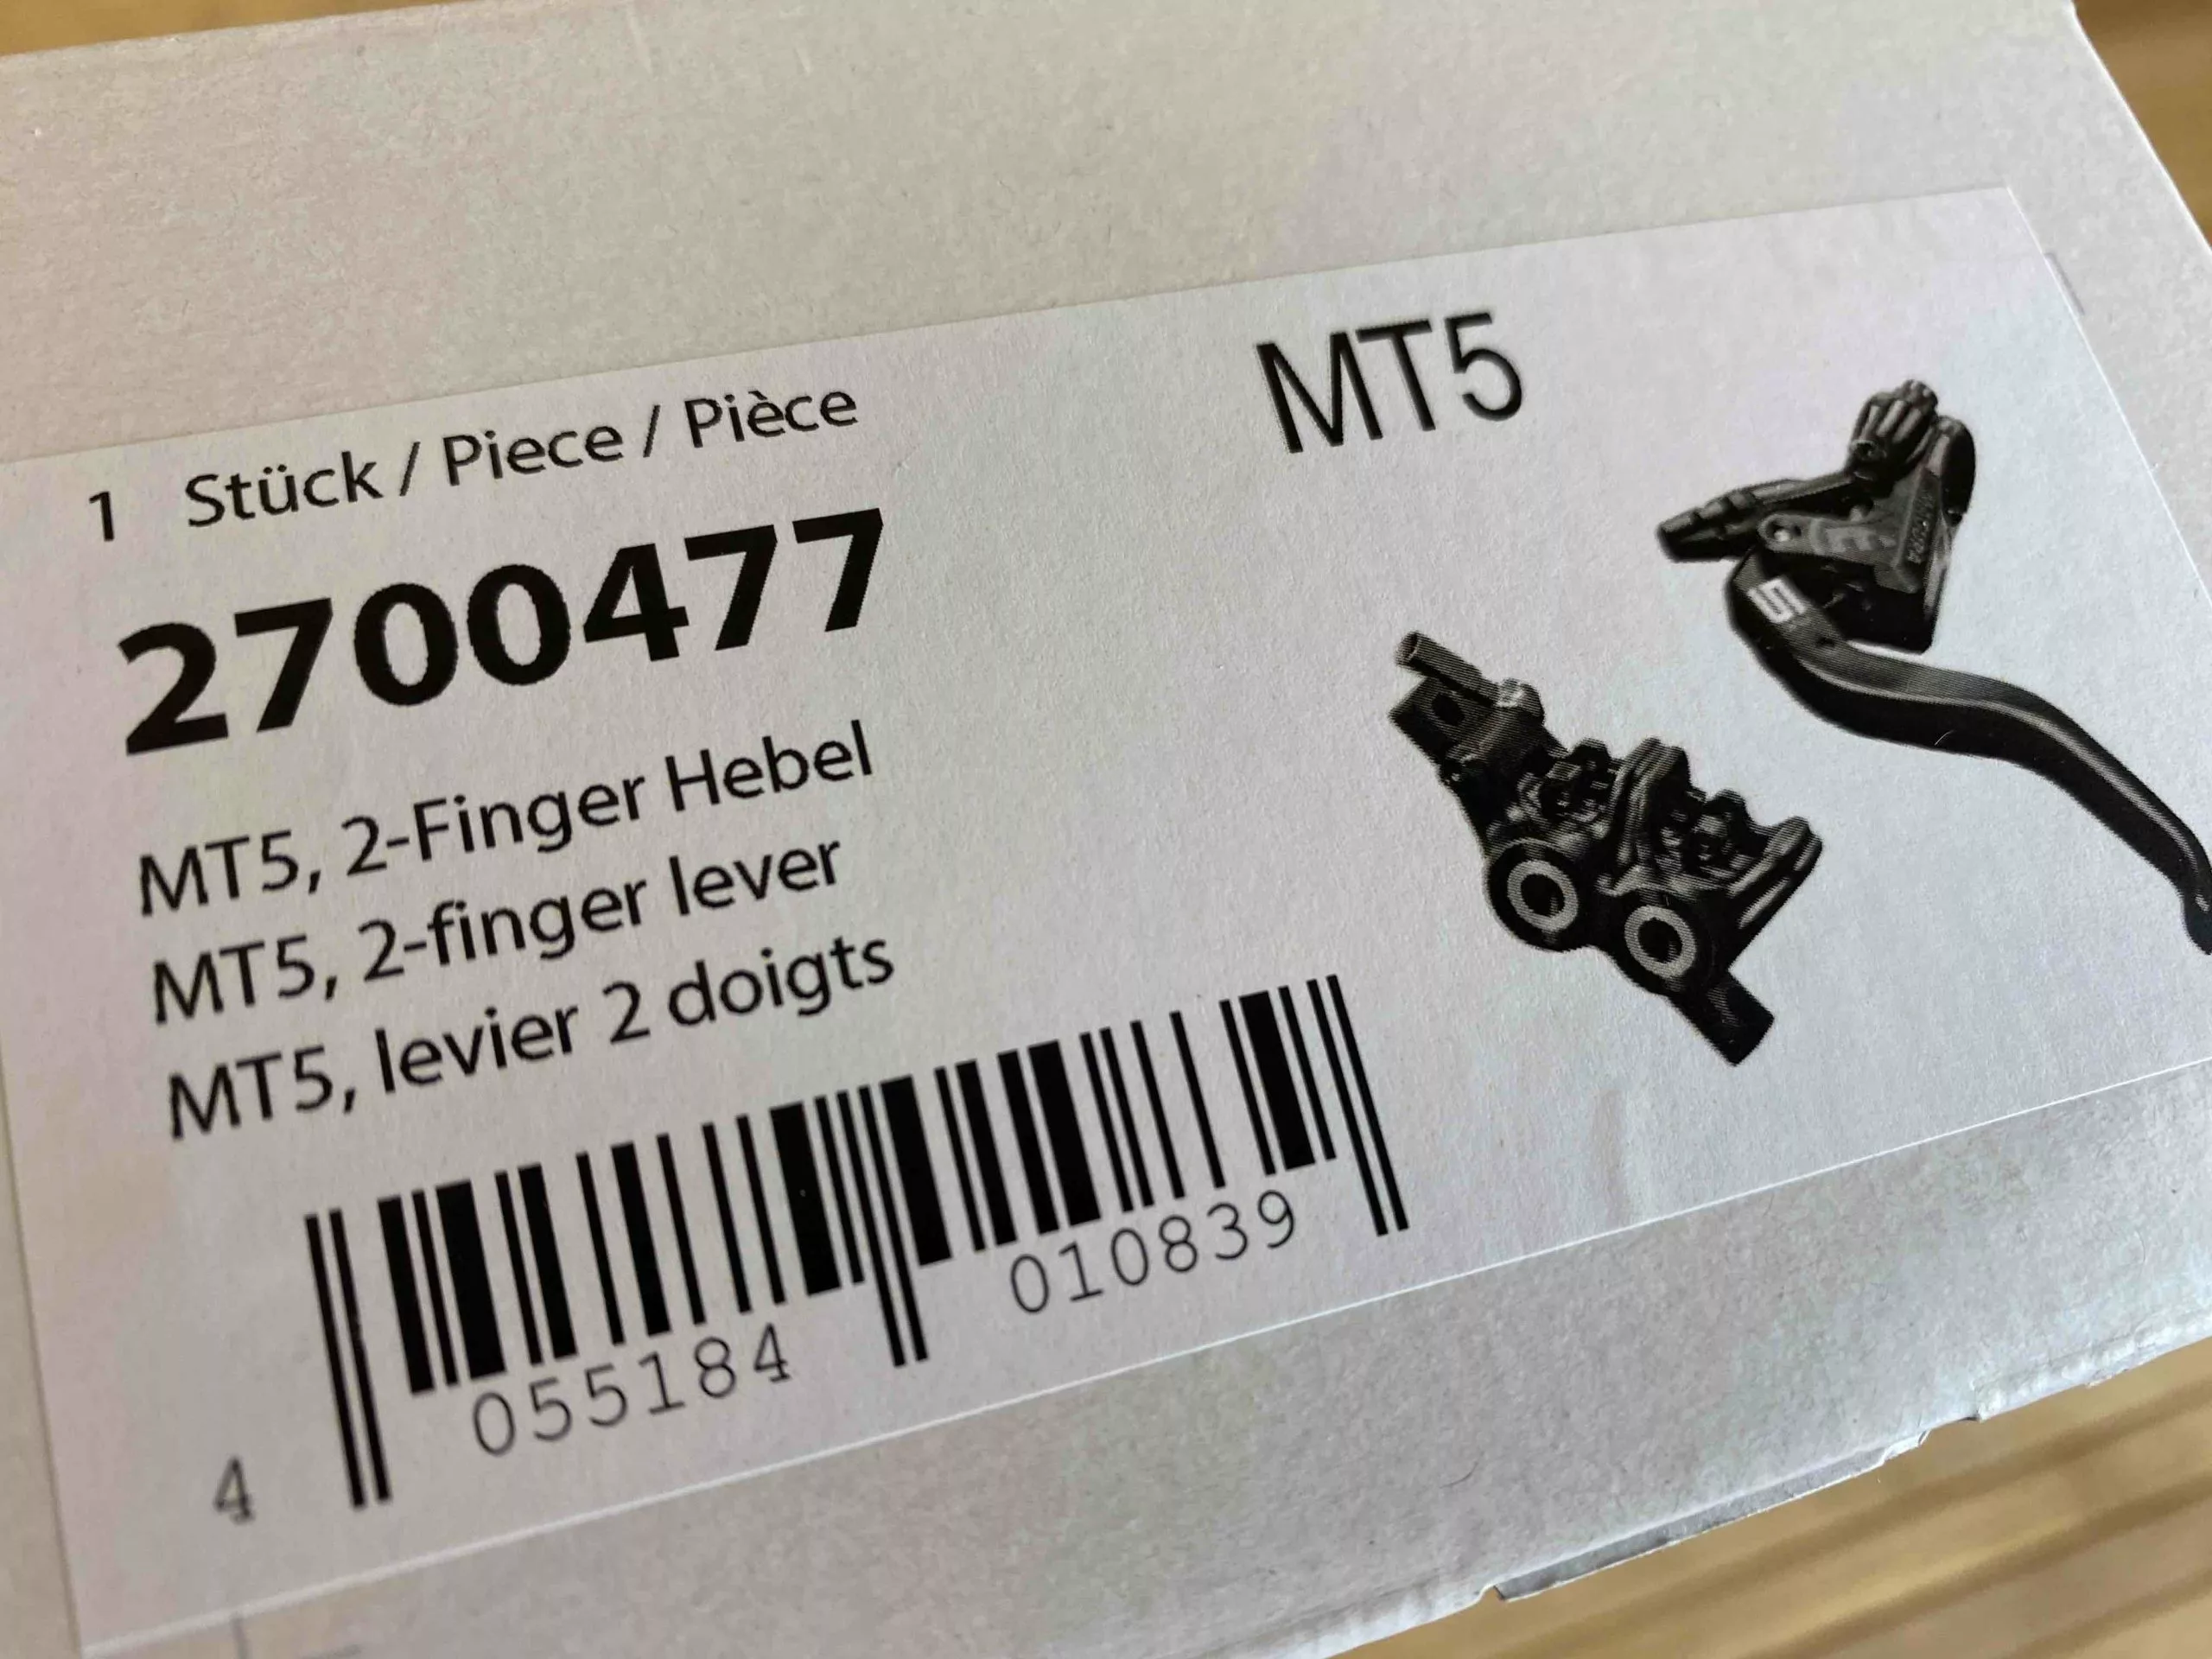 1 Stück / Piece / Pièce
MT5
2700477
MT5, 2-Finger Hebel
MT5, 2-finger lever
MT5, levier 2 doigts
5
4 055184 010839